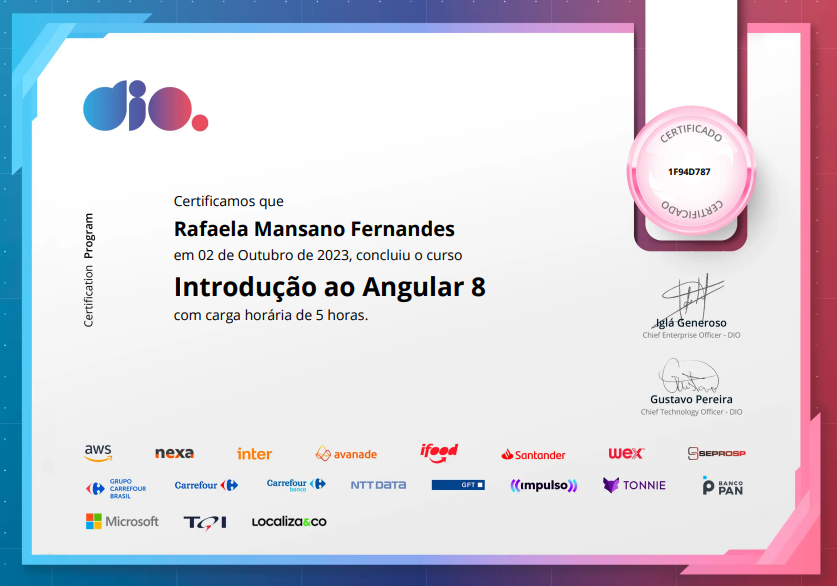 dio.
CERTIFICADO
1F94D787
CERTIFICADO
Certification Program
Certificamos que
Rafaela Mansano Fernandes
em 02 de Outubro de 2023, concluiu o curso
Introdução ao Angular 8
com carga horária de 5 horas.
Iglá Generoso
Chief Enterprise Officer - DIO
Gustavo
Gustavo Pereira
Chief Technology Officer - DIO
aws nexa inter avanade ifood Santander wex SEPROSP
GRUPO CARREFOUR BRASIL Carrefour Carrefour banco NTT DATA GFT impulso TONNIE BANCO PAN
Microsoft TQI Localiza&co